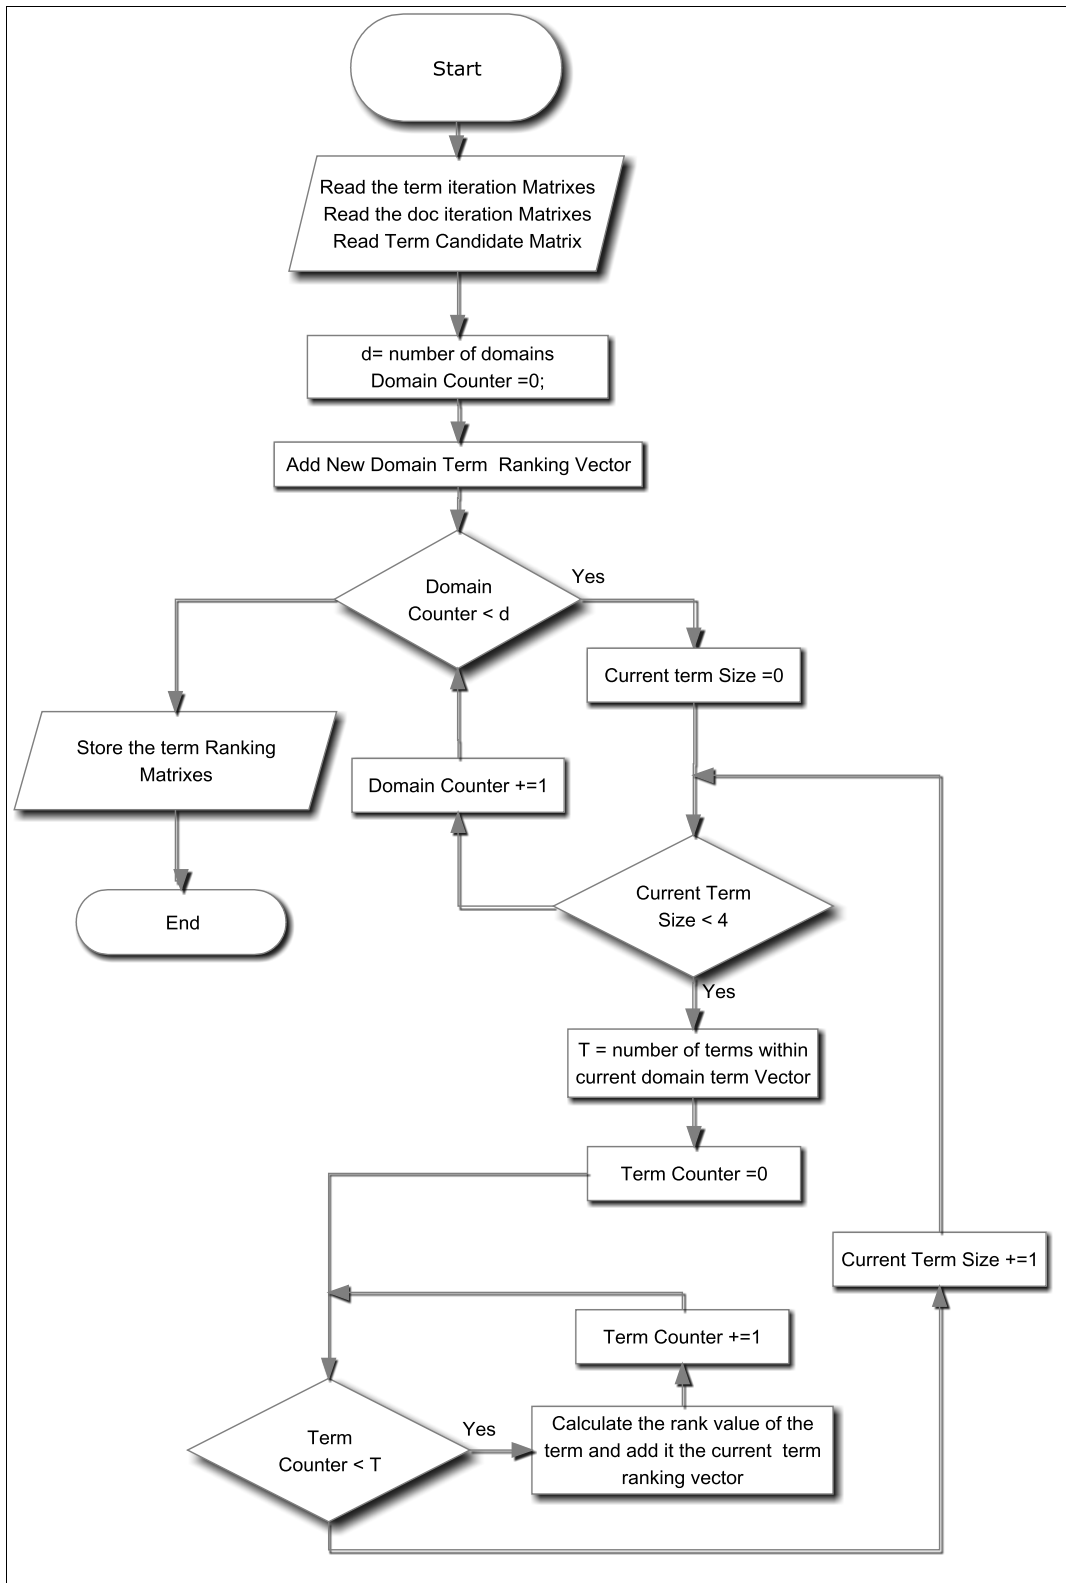 Start
Read the term iteration Matrixes
Read the doc iteration Matrixes
Read Term Candidate Matrix
d= number of domains
Domain Counter =0;
Add New Domain Term  Ranking Vector
Domain
Counter < d
Yes
Current term Size =0
Store the term Ranking
Matrixes
Domain Counter +=1
End
Current Term
Size < 4
Yes
T = number of terms within
current domain term Vector
Term Counter =0
Current Term Size +=1
Term Counter +=1
Term
Counter < T
Yes
Calculate the rank value of the
term and add it the current  term
ranking vector